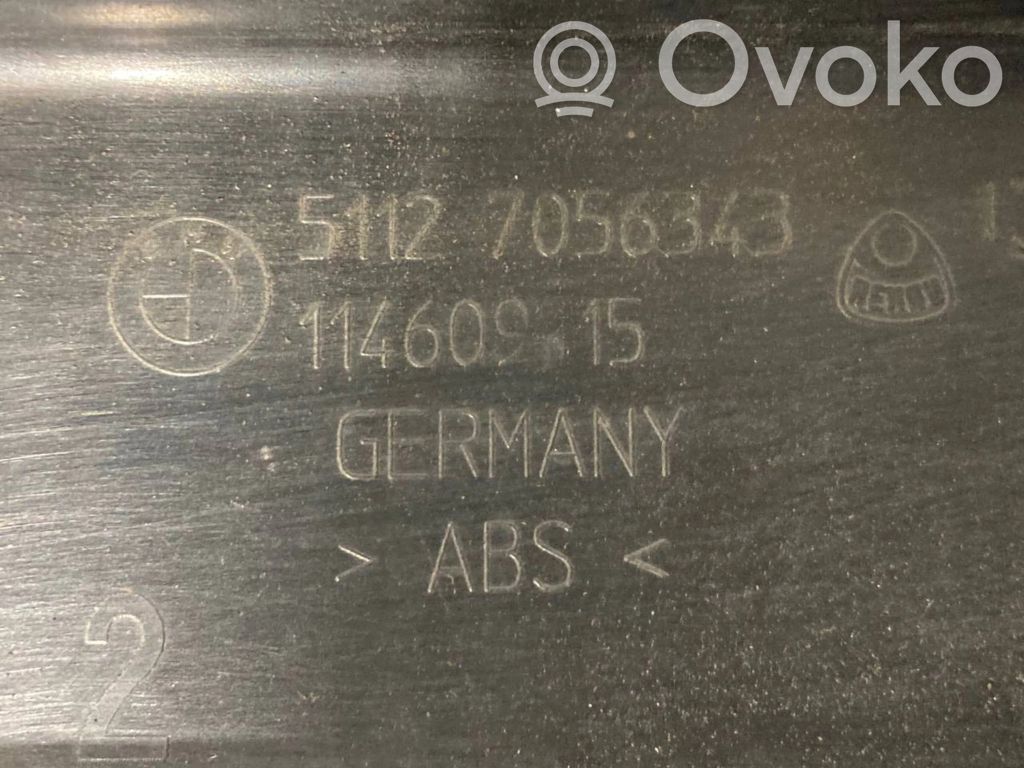 Ovoko
5112 7056343
114609 15
GERMANY
> ABS <
2